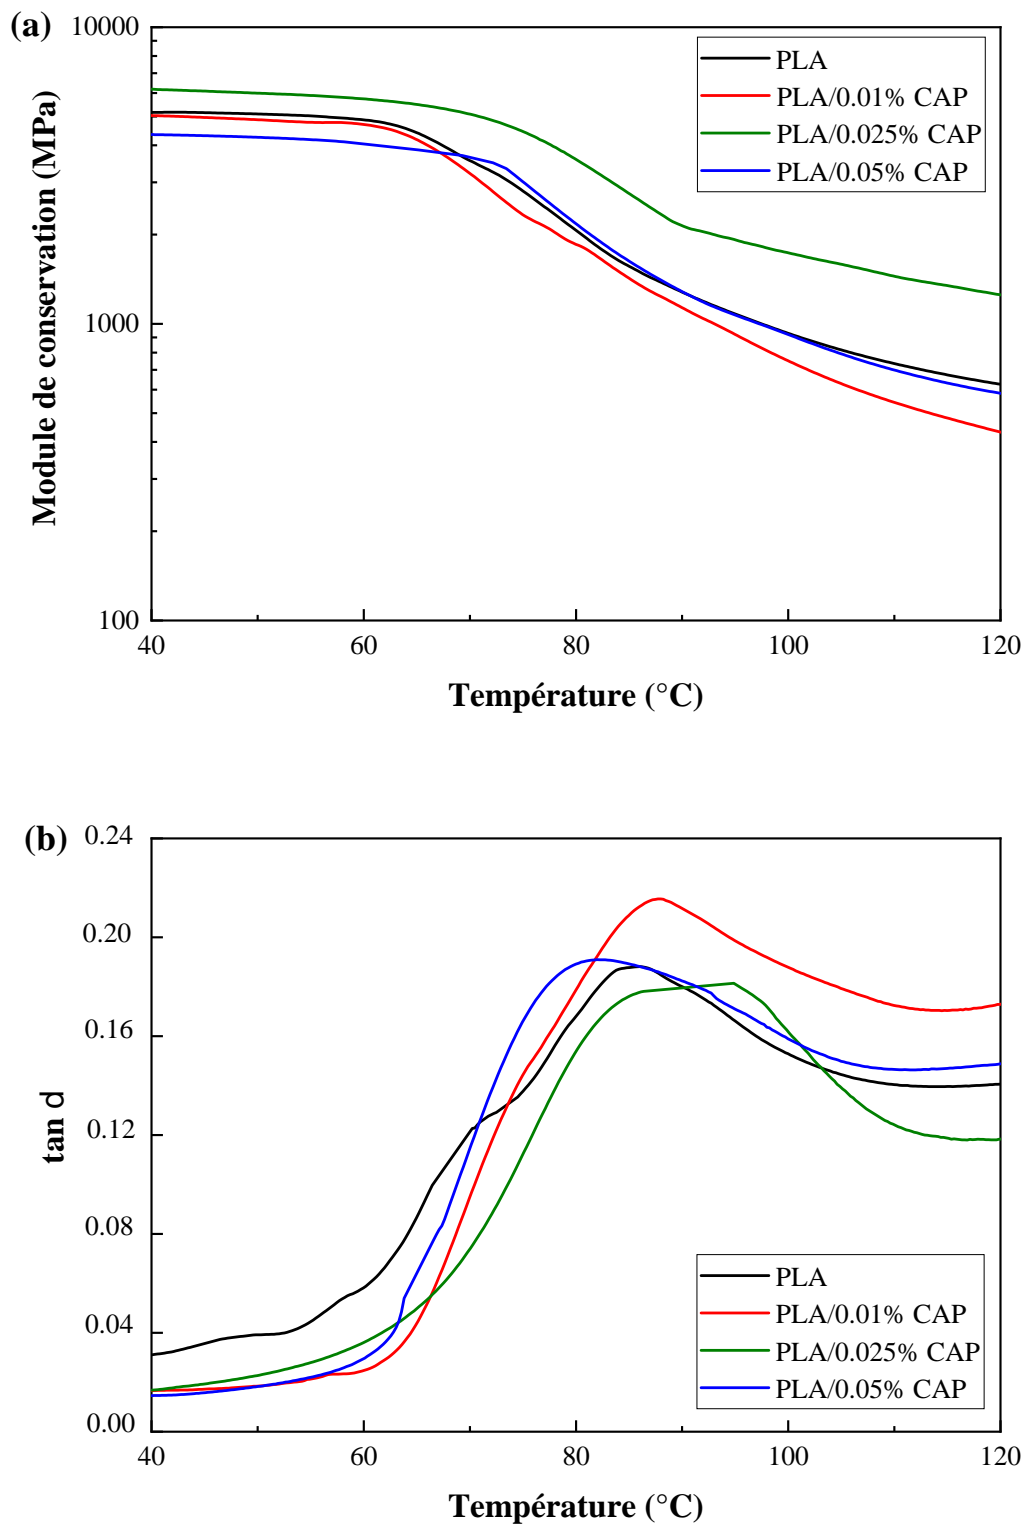 (a)
10000
1000
100
Module de conservation (MPa)
PLA
PLA/0.01% CAP
PLA/0.025% CAP
PLA/0.05% CAP
40 60 80 100 120
Température (°C)
(b)
0.24
0.20
0.16
0.12
0.08
0.04
0.00
tan d
PLA
PLA/0.01% CAP
PLA/0.025% CAP
PLA/0.05% CAP
40 60 80 100 120
Température (°C)